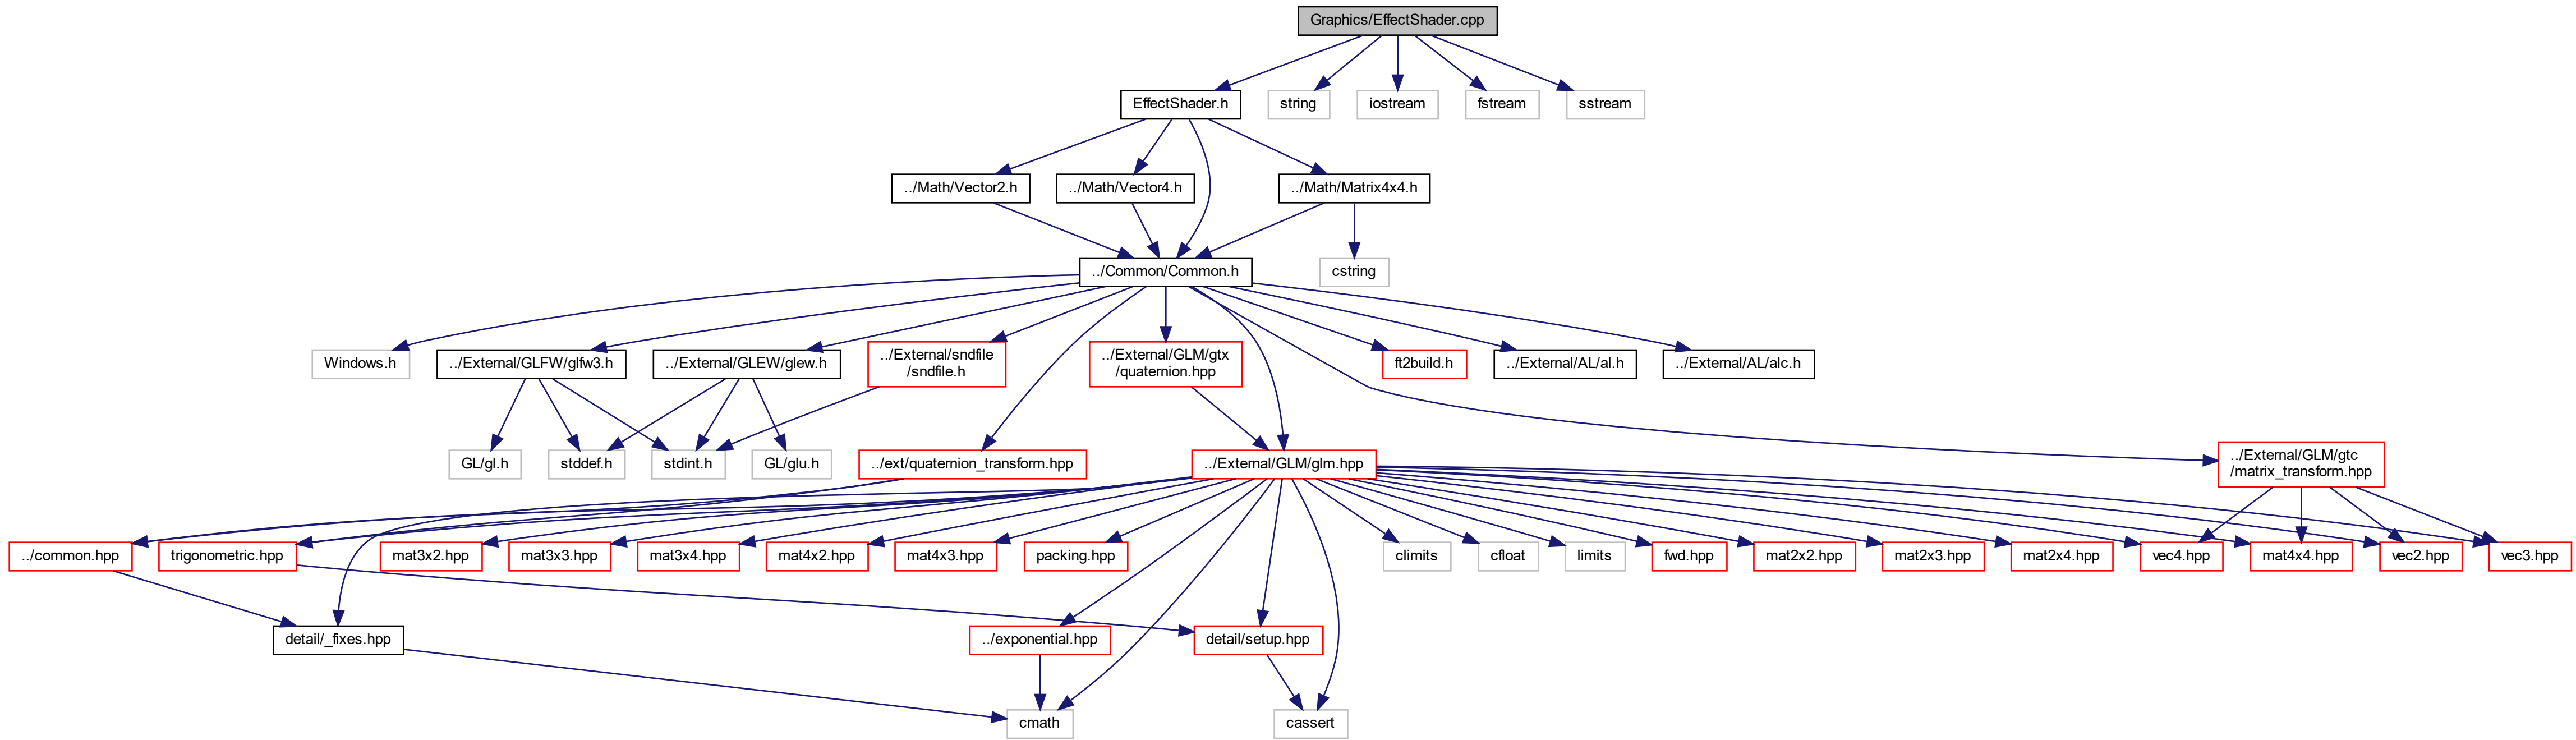 Graphics/EffectShader.cpp
EffectShader.h
string
iostream
fstream
sstream
../Math/Vector2.h
../Math/Vector4.h
../Math/Matrix4x4.h
../Common/Common.h
cstring
Windows.h
../External/GLFW/glfw3.h
../External/GLEW/glew.h
../External/sndfile
/sndfile.h
../External/GLM/gtx
/quaternion.hpp
ft2build.h
../External/AL/al.h
../External/AL/alc.h
GL/gl.h
stddef.h
stdint.h
GL/glu.h
../ext/quaternion_transform.hpp
../External/GLM/glm.hpp
../External/GLM/gtc
/matrix_transform.hpp
../common.hpp
trigonometric.hpp
mat3x2.hpp
mat3x3.hpp
mat3x4.hpp
mat4x2.hpp
mat4x3.hpp
packing.hpp
climits
cfloat
limits
fwd.hpp
mat2x2.hpp
mat2x3.hpp
mat2x4.hpp
vec4.hpp
mat4x4.hpp
vec2.hpp
vec3.hpp
detail/_fixes.hpp
../exponential.hpp
detail/setup.hpp
cmath
cassert